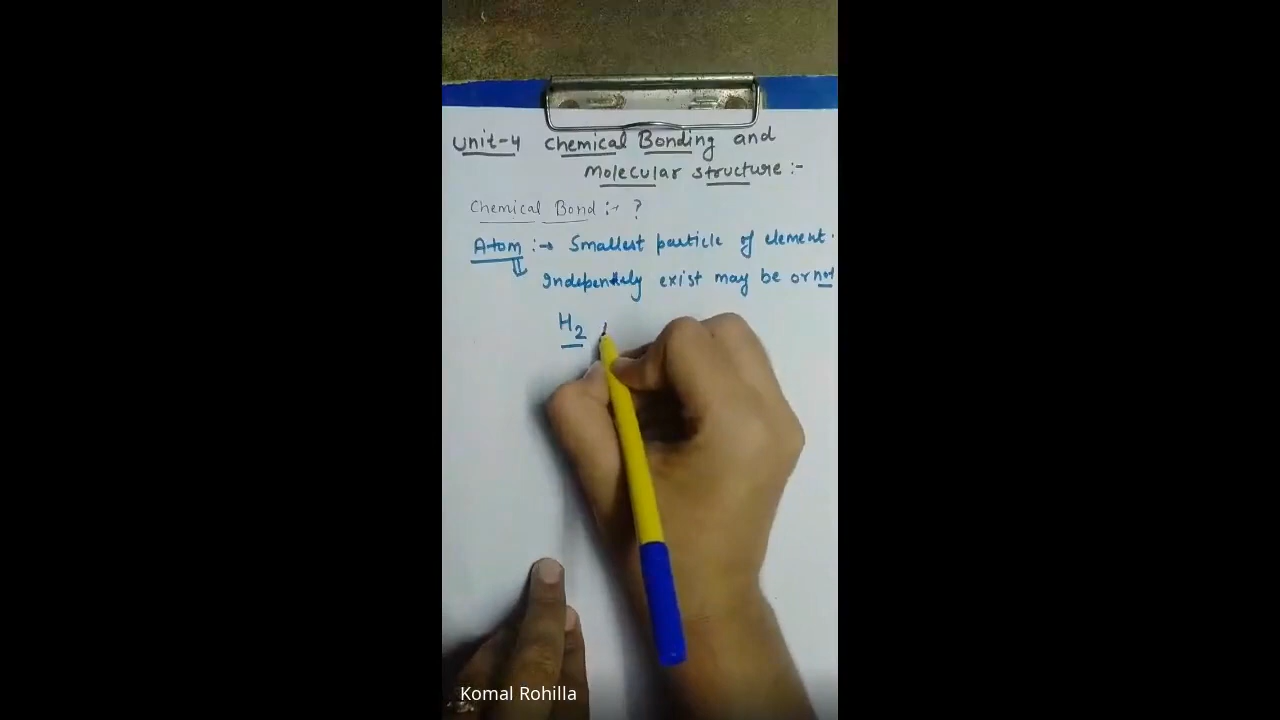 Unit-4 Chemical Bonding and
Molecular structure :-
Chemical Bond :→ ?
Atom :→ Smallest particle of element.
Independently exist may be or not
H2
Komal Rohilla